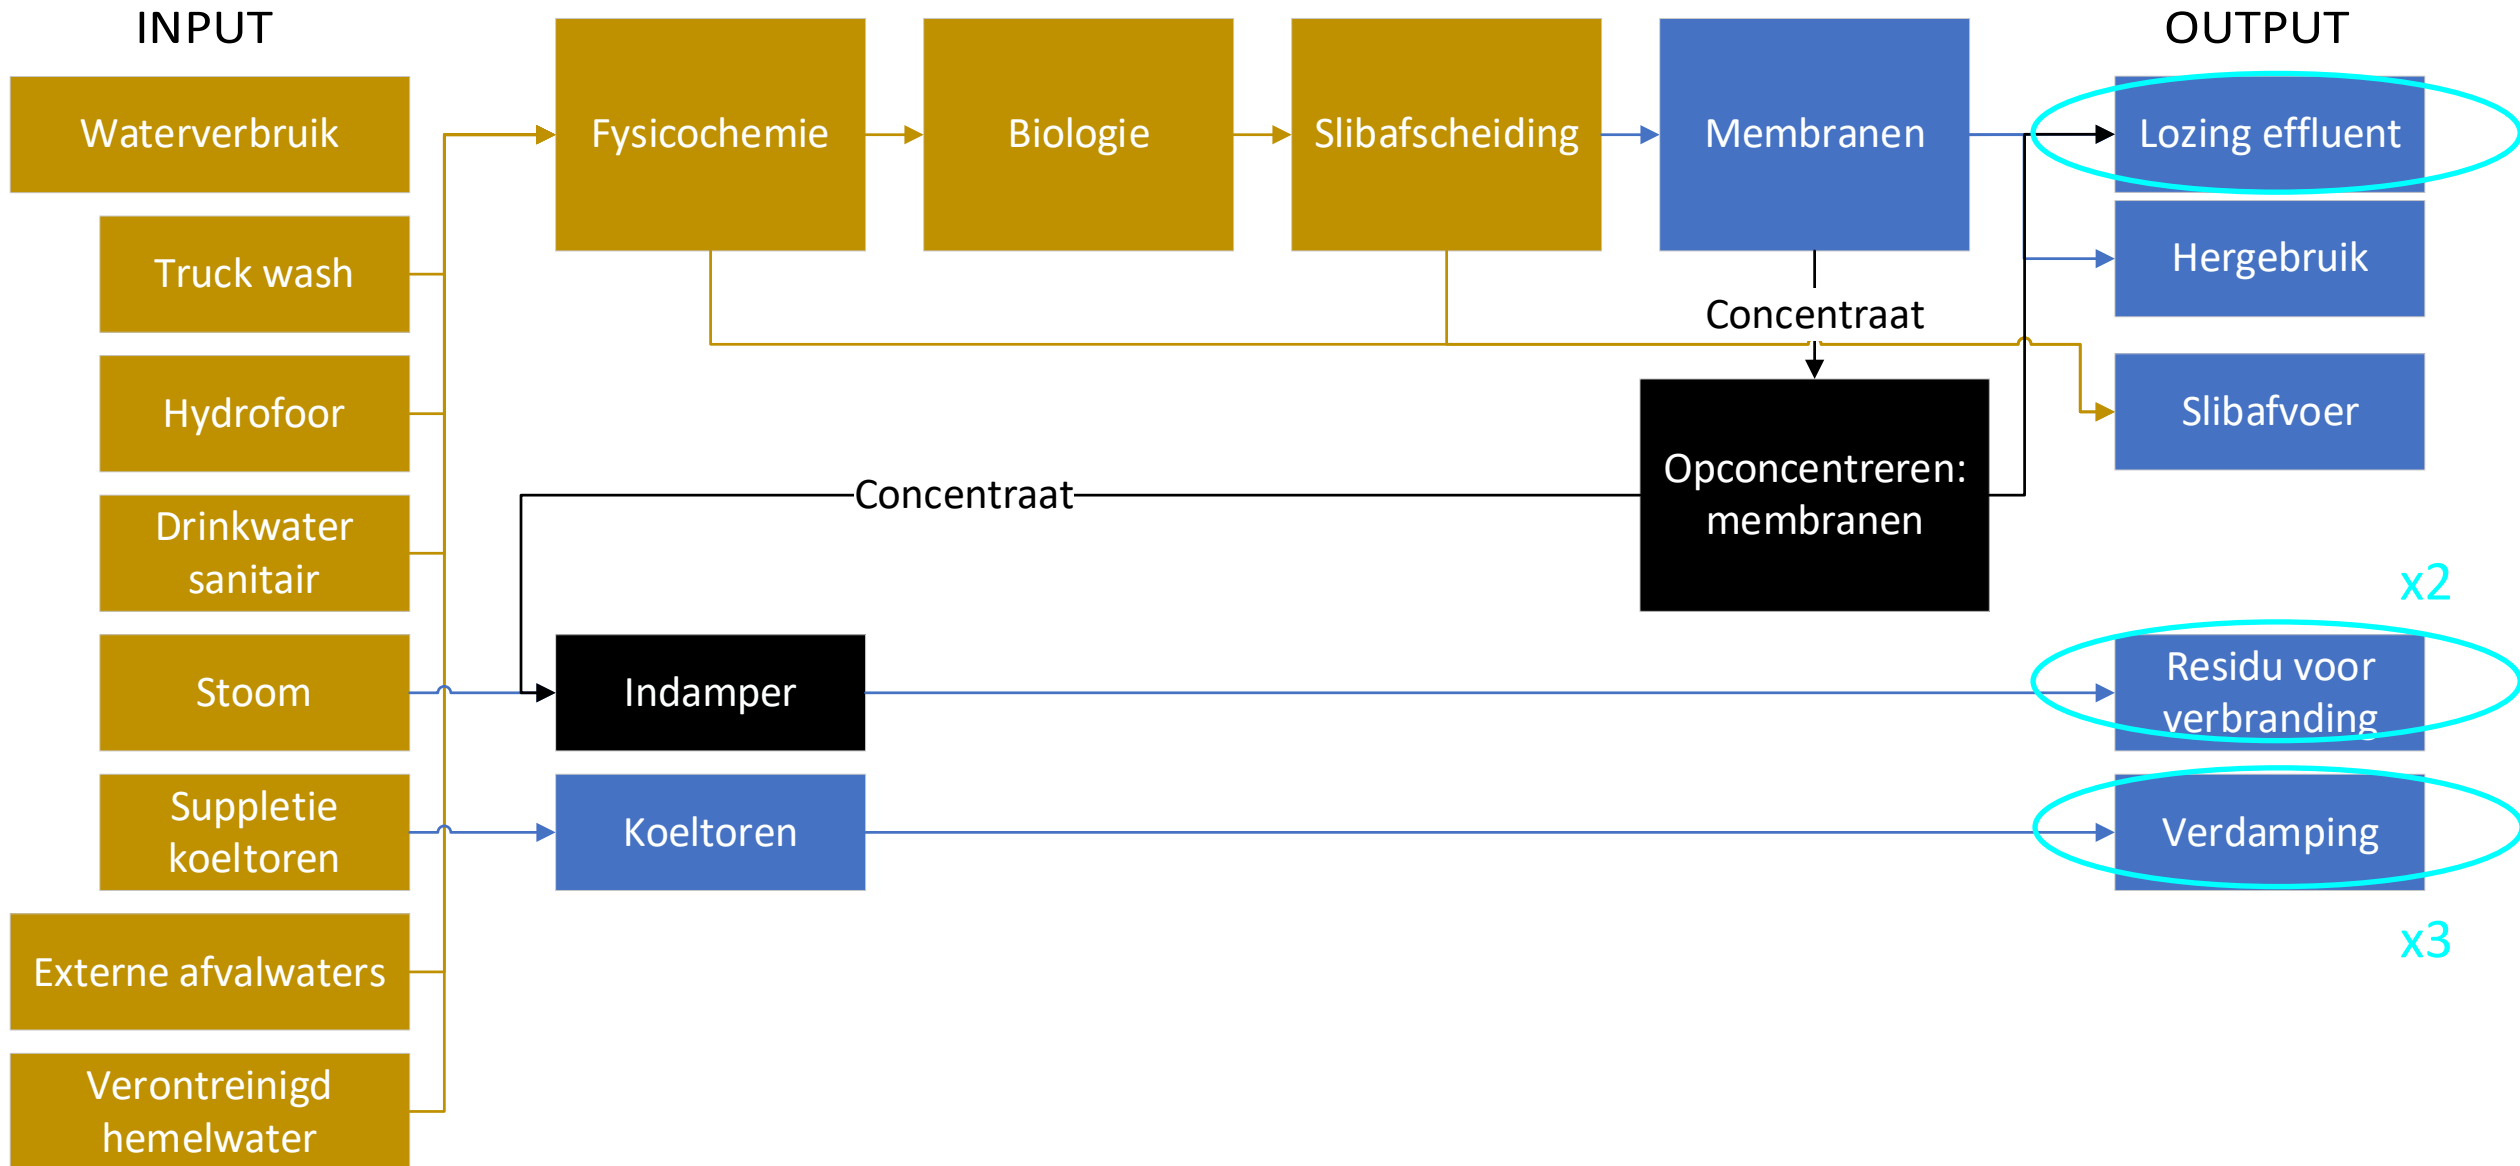 INPUT
OUTPUT
Waterverbruik
Truck wash
Hydrofoor
Drinkwater
sanitair
Stoom
Suppletie
koeltoren
Externe afvalwaters
Verontreinigd
hemelwater
Fysicochemie
Biologie
Slibafscheiding
Membranen
Concentraat
Opconcentreren:
membranen
Concentraat
Indamper
Koeltoren
Lozing effluent
Hergebruik
Slibafvoer
x2
Residu voor
verbranding
Verdamping
x3